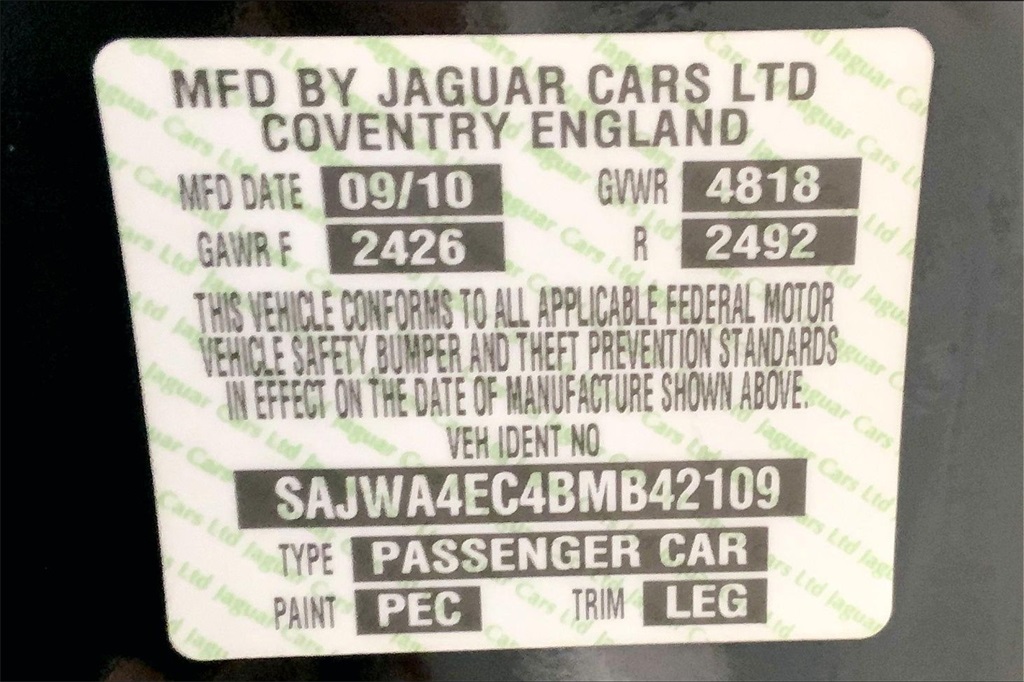 MFD BY JAGUAR CARS LTD
COVENTRY ENGLAND
MFD DATE 09/10 GVWR 4818
GAWR F 2426 R 2492
THIS VEHICLE CONFORMS TO ALL APPLICABLE FEDERAL MOTOR
VEHICLE SAFETY, BUMPER AND THEFT PREVENTION STANDARDS
IN EFFECT ON THE DATE OF MANUFACTURE SHOWN ABOVE.
VEH IDENT NO
SAJWA4EC4BMB42109
TYPE PASSENGER CAR
PAINT PEC TRIM LEG